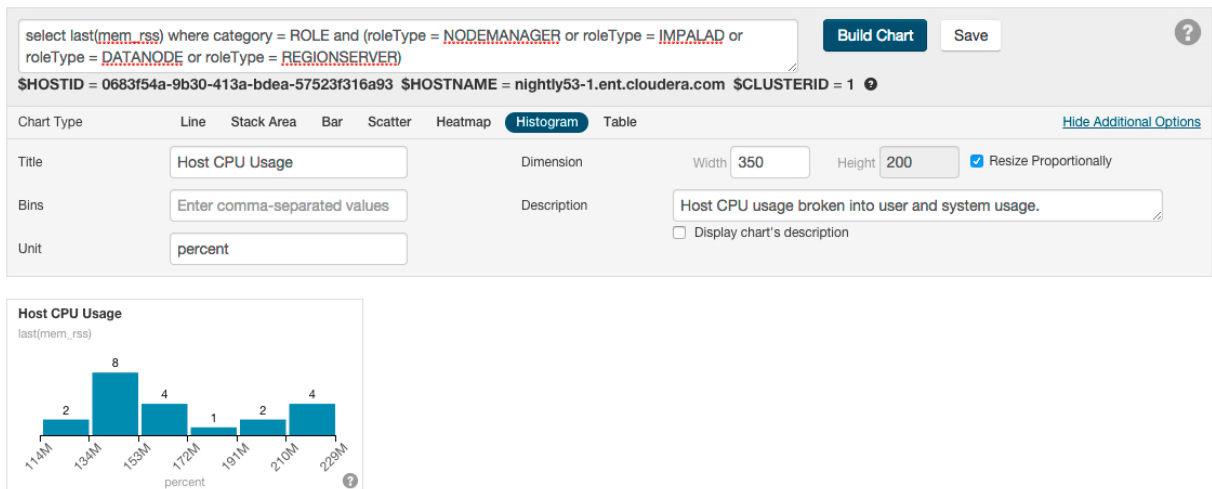 select last(mem_rss) where category = ROLE and (roleType = NODEMANAGER or roleType = IMPALAD or
roleType = DATANODE or roleType = REGIONSERVER)
Build Chart
Save
?
$HOSTID = 0683f54a-9b30-413a-bdea-57523f316a93 $HOSTNAME = nightly53-1.ent.cloudera.com $CLUSTERID = 1 ?
Chart Type Line Stack Area Bar Scatter Heatmap Histogram Table Hide Additional Options
Title Host CPU Usage Dimension Width 350 Height 200 Resize Proportionally
Bins Enter comma-separated values Description Host CPU usage broken into user and system usage.
Display chart's description
Unit percent
Host CPU Usage
last(mem_rss)
2 8 4 1 2 4
114M 134M 153M 172M 191M 210M 229M
percent
?